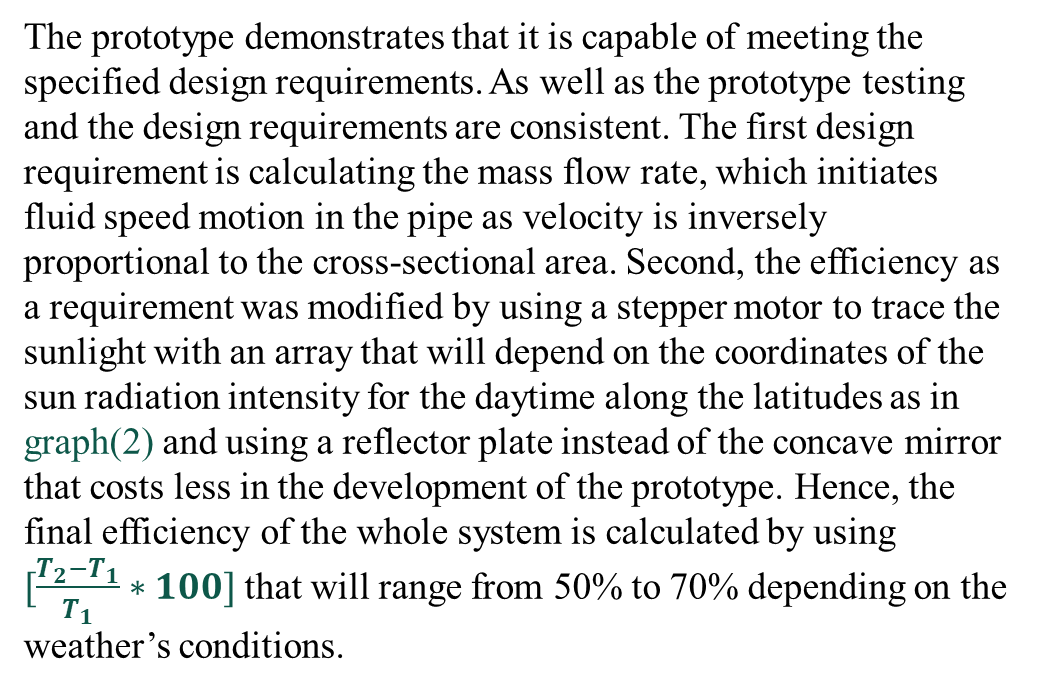 The prototype demonstrates that it is capable of meeting the
specified design requirements. As well as the prototype testing
and the design requirements are consistent. The first design
requirement is calculating the mass flow rate, which initiates
fluid speed motion in the pipe as velocity is inversely
proportional to the cross-sectional area. Second, the efficiency as
a requirement was modified by using a stepper motor to trace the
sunlight with an array that will depend on the coordinates of the
sun radiation intensity for the daytime along the latitudes as in
graph(2) and using a reflector plate instead of the concave mirror
that costs less in the development of the prototype. Hence, the
final efficiency of the whole system is calculated by using
[(T₂−T₁)/T₁ * 100] that will range from 50% to 70% depending on the
weather’s conditions.